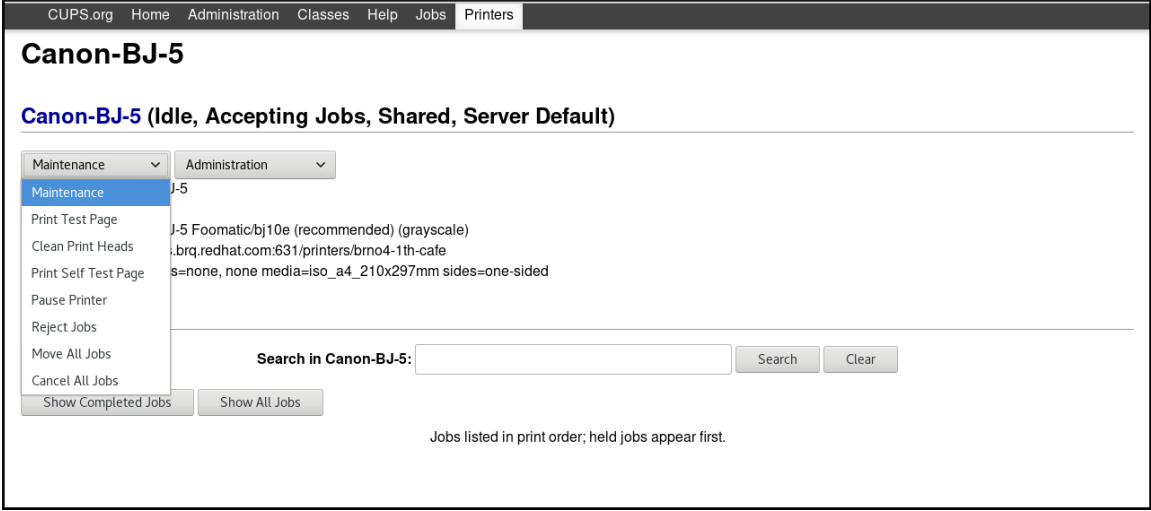 CUPS.org Home Administration Classes Help Jobs Printers
Canon-BJ-5
Canon-BJ-5 (Idle, Accepting Jobs, Shared, Server Default)
Maintenance Administration
Maintenance
J-5
Print Test Page
J-5 Foomatic/bj10e (recommended) (grayscale)
Clean Print Heads
.brq.redhat.com:631/printers/brno4-1th-cafe
Print Self Test Page
s=none, none media=iso_a4_210x297mm sides=one-sided
Pause Printer
Reject Jobs
Move All Jobs
Search in Canon-BJ-5: Search Clear
Cancel All Jobs
Show Completed Jobs Show All Jobs
Jobs listed in print order; held jobs appear first.